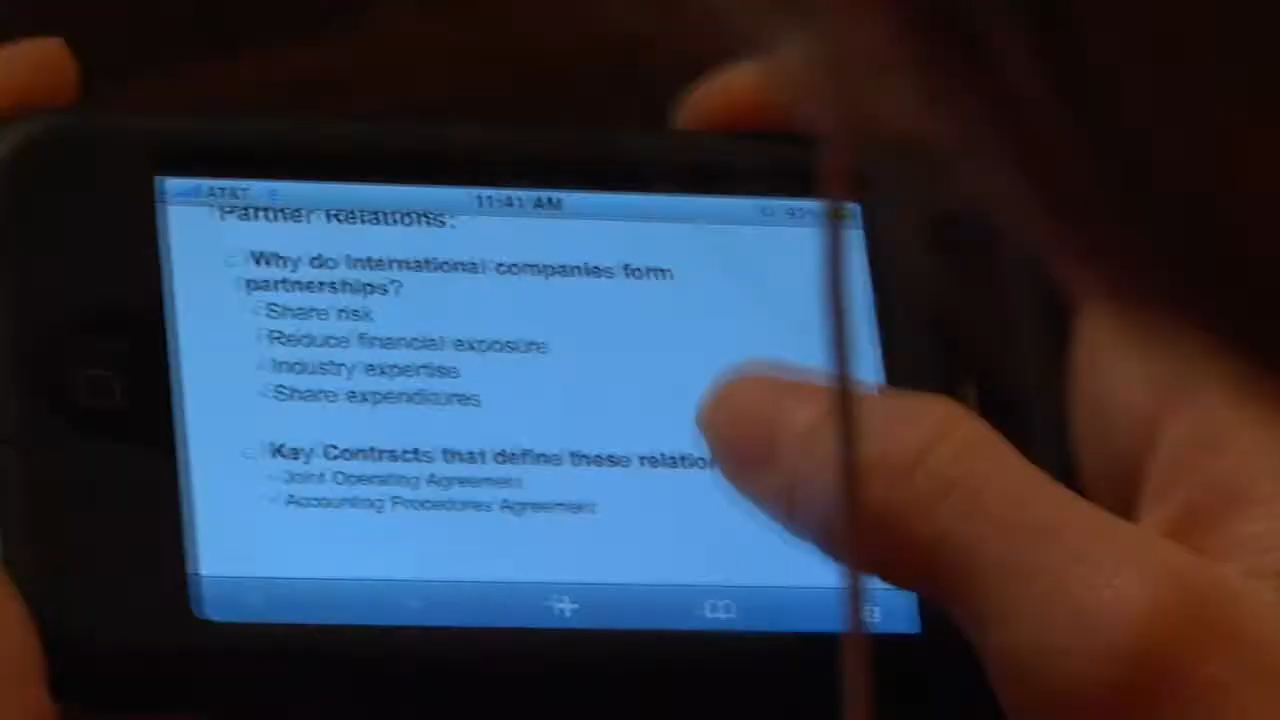 AT&T E 11:41 AM 93%
Partner Relations:
Why do International companies form
partnerships?
Share risk
Reduce financial exposure
Industry expertise
Share expenditures
Key Contracts that define these relatio
Joint Operating Agreement
Accounting Procedures Agreement